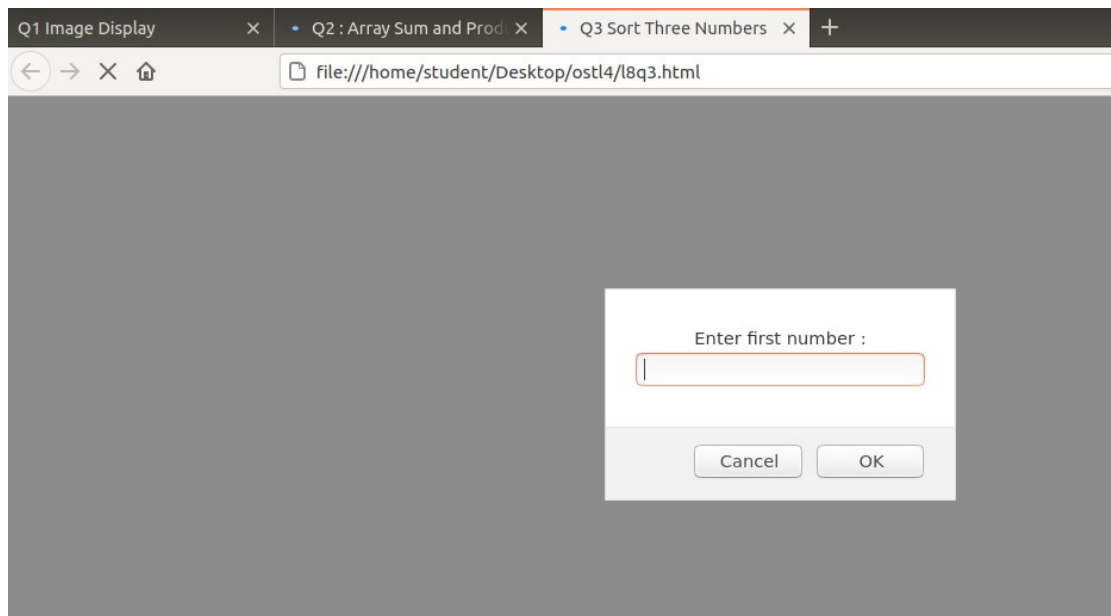 Q1 Image Display
Q2 : Array Sum and Prod
Q3 Sort Three Numbers
file:///home/student/Desktop/ostl4/l8q3.html
Enter first number :
Cancel
OK